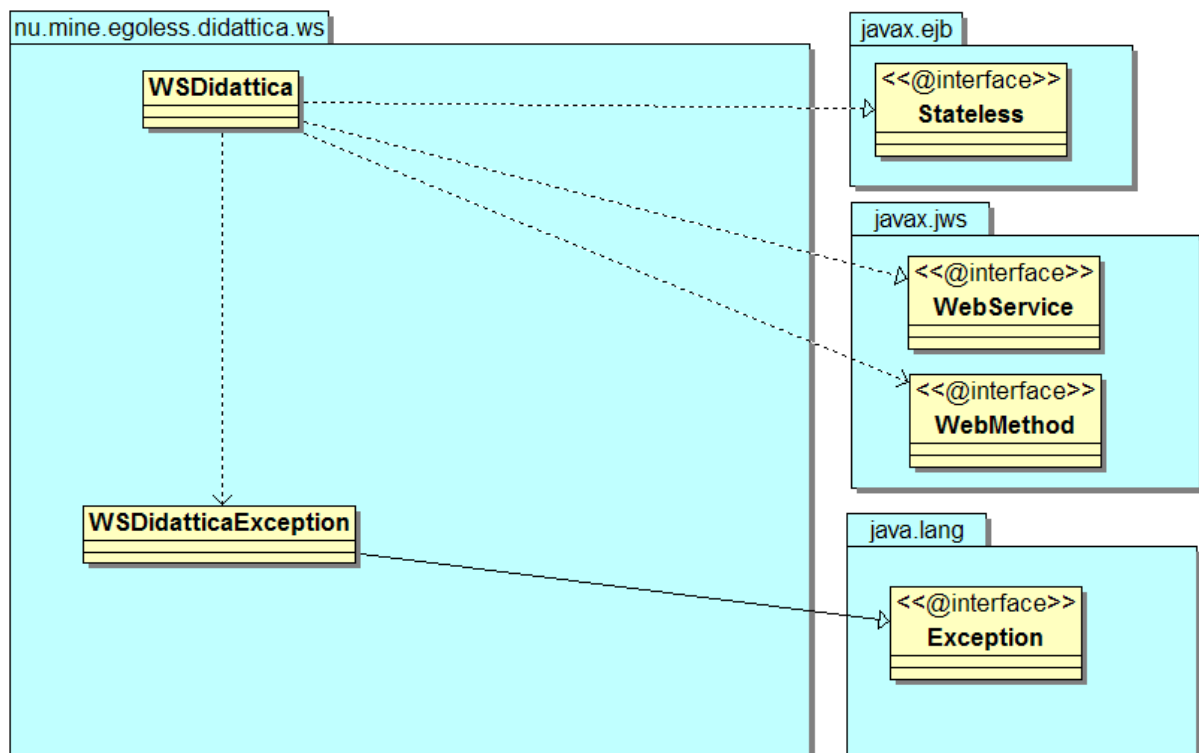 nu.mine.egoless.didattica.ws
WSDidattica
WSDidatticaException
javax.ejb
<<@interface>>
Stateless
javax.jws
<<@interface>>
WebService
<<@interface>>
WebMethod
java.lang
<<@interface>>
Exception